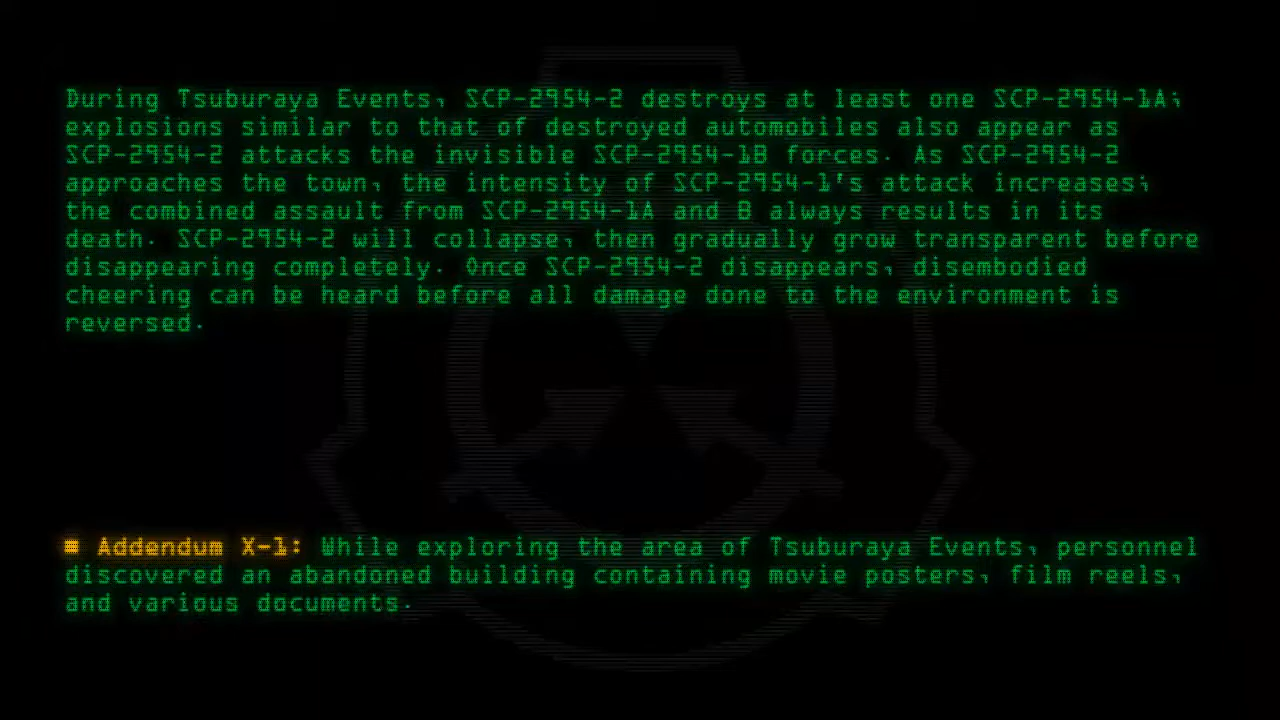 During Tsuburaya Events, SCP-2954-2 destroys at least one SCP-2954-1A;
explosions similar to that of destroyed automobiles also appear as
SCP-2954-2 attacks the invisible SCP-2954-1B forces. As SCP-2954-2
approaches the town, the intensity of SCP-2954-1's attack increases;
the combined assault from SCP-2954-1A and B always results in its
death. SCP-2954-2 will collapse, then gradually grow transparent before
disappearing completely. Once SCP-2954-2 disappears, disembodied
cheering can be heard before all damage done to the environment is
reversed.
■ Addendum X-1: While exploring the area of Tsuburaya Events, personnel
discovered an abandoned building containing movie posters, film reels,
and various documents.